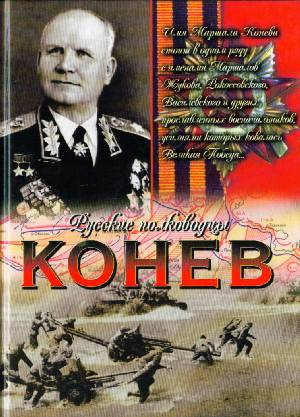 Имя Маршала Конева
стоит в одном ряду
с именами Маршалов
Жукова, Рокоссовского,
Василевского и других
прославленных военачальников,
усилиями которых ковалась
Великая Победа...
Русские полководцы
КОНЕВ